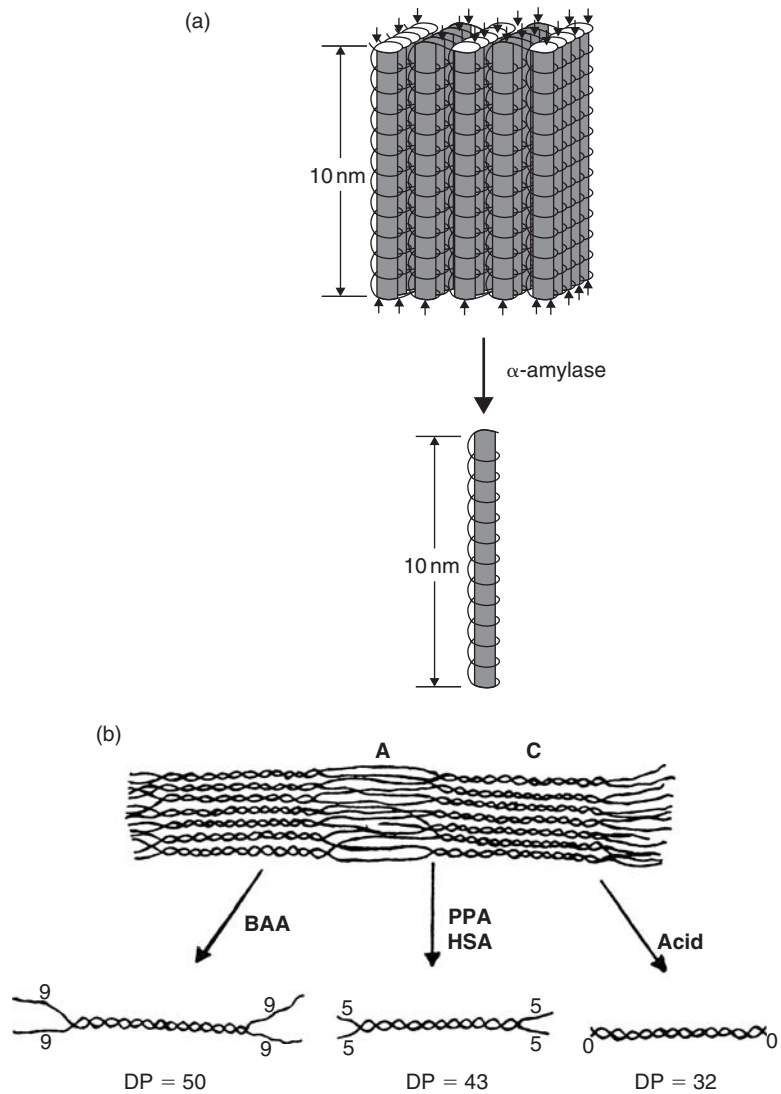 (a)
10 nm
α-amylase
10 nm
(b)
A C
BAA
PPA
HSA
Acid
9 9 5 5
9 9 5 5 0 0
DP = 50 DP = 43 DP = 32